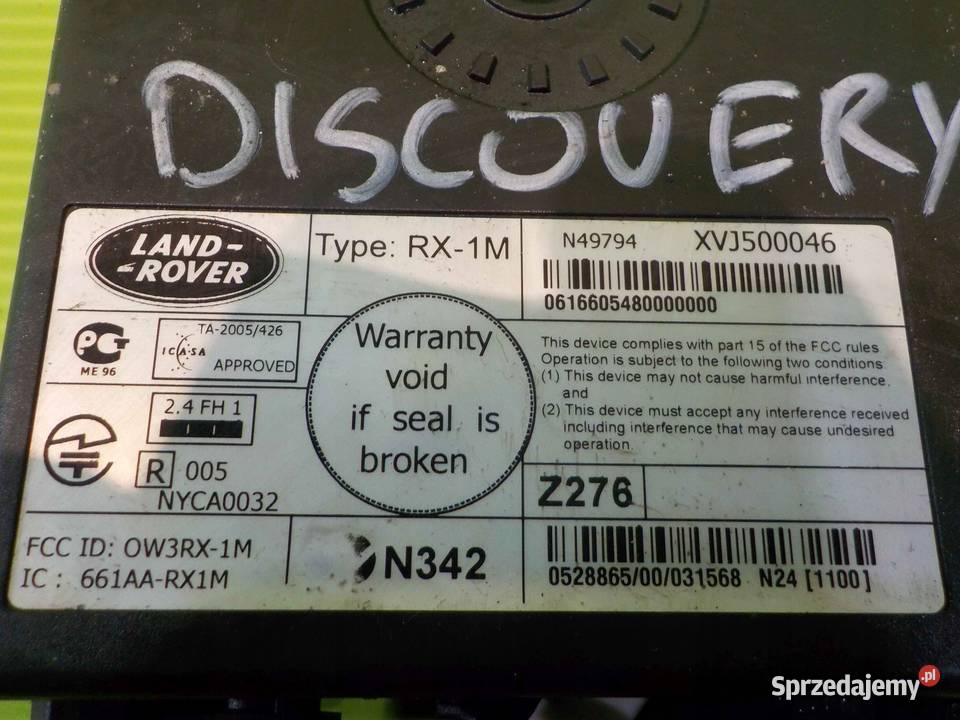 DISCOVERY
LAND-
-ROVER
Type: RX-1M
N49794 XVJ500046
0616605480000000
ME 96
TA-2005/426
ICASA
APPROVED
2.4 FH 1
R 005
NYCA0032
Warranty
void
if seal is
broken
This device complies with part 15 of the FCC rules
Operation is subject to the following two conditions:
(1) This device may not cause harmful interference,
and
(2) This device must accept any interference received
including interference that may cause undesired
operation.
Z276
FCC ID: OW3RX-1M
IC : 661AA-RX1M
N342
0528865/00/031568 N24 [1100]
Sprzedajemy.pl